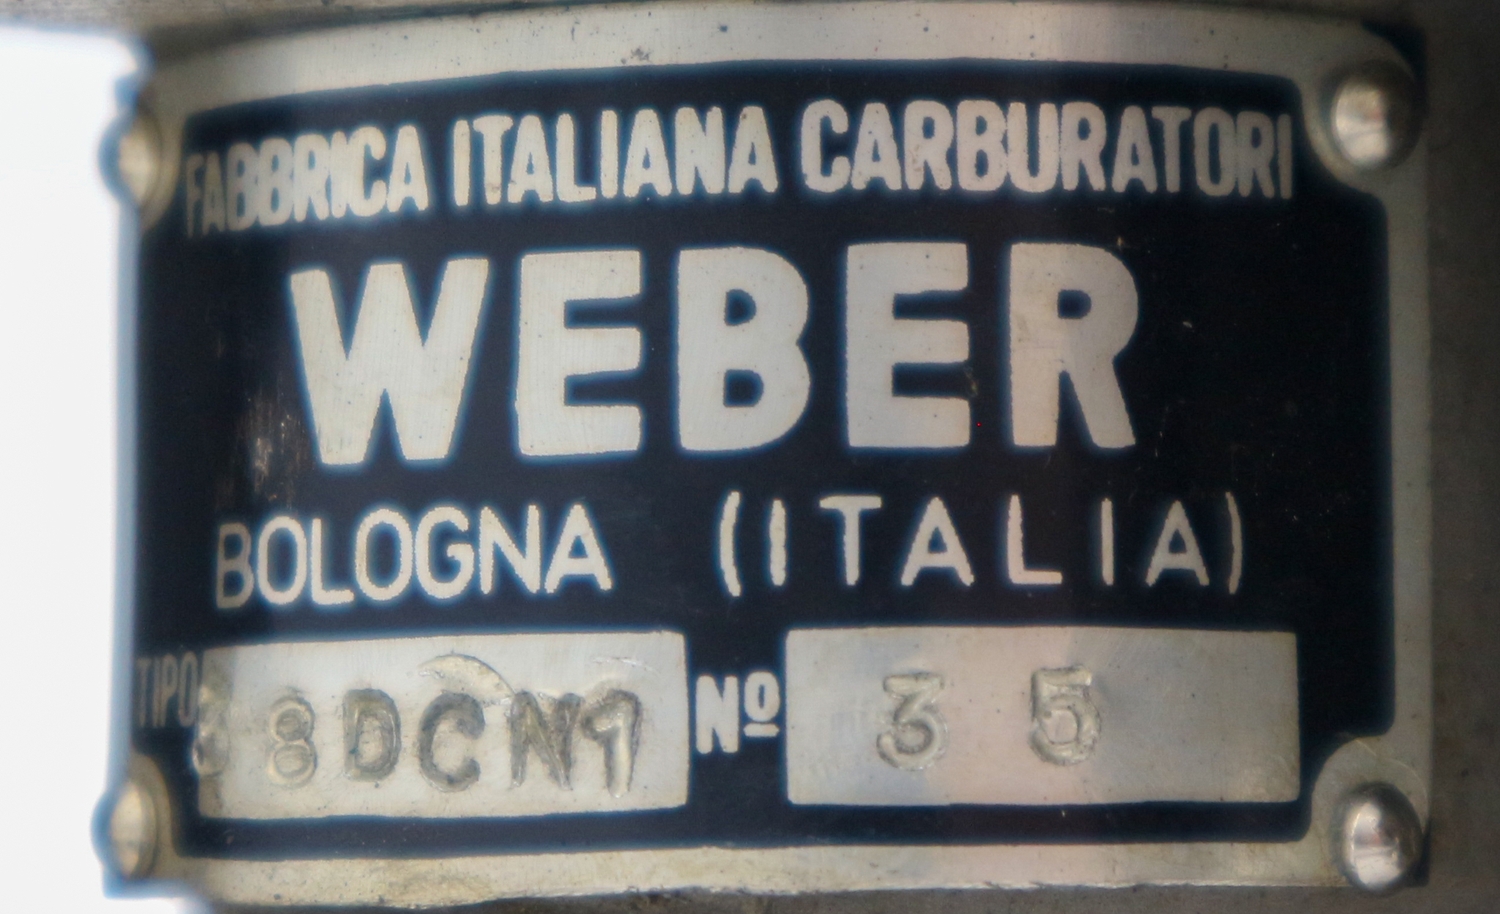 FABBRICA ITALIANA CARBURATORI
WEBER
BOLOGNA (ITALIA)
TIPO 38DCN1 Nº 35